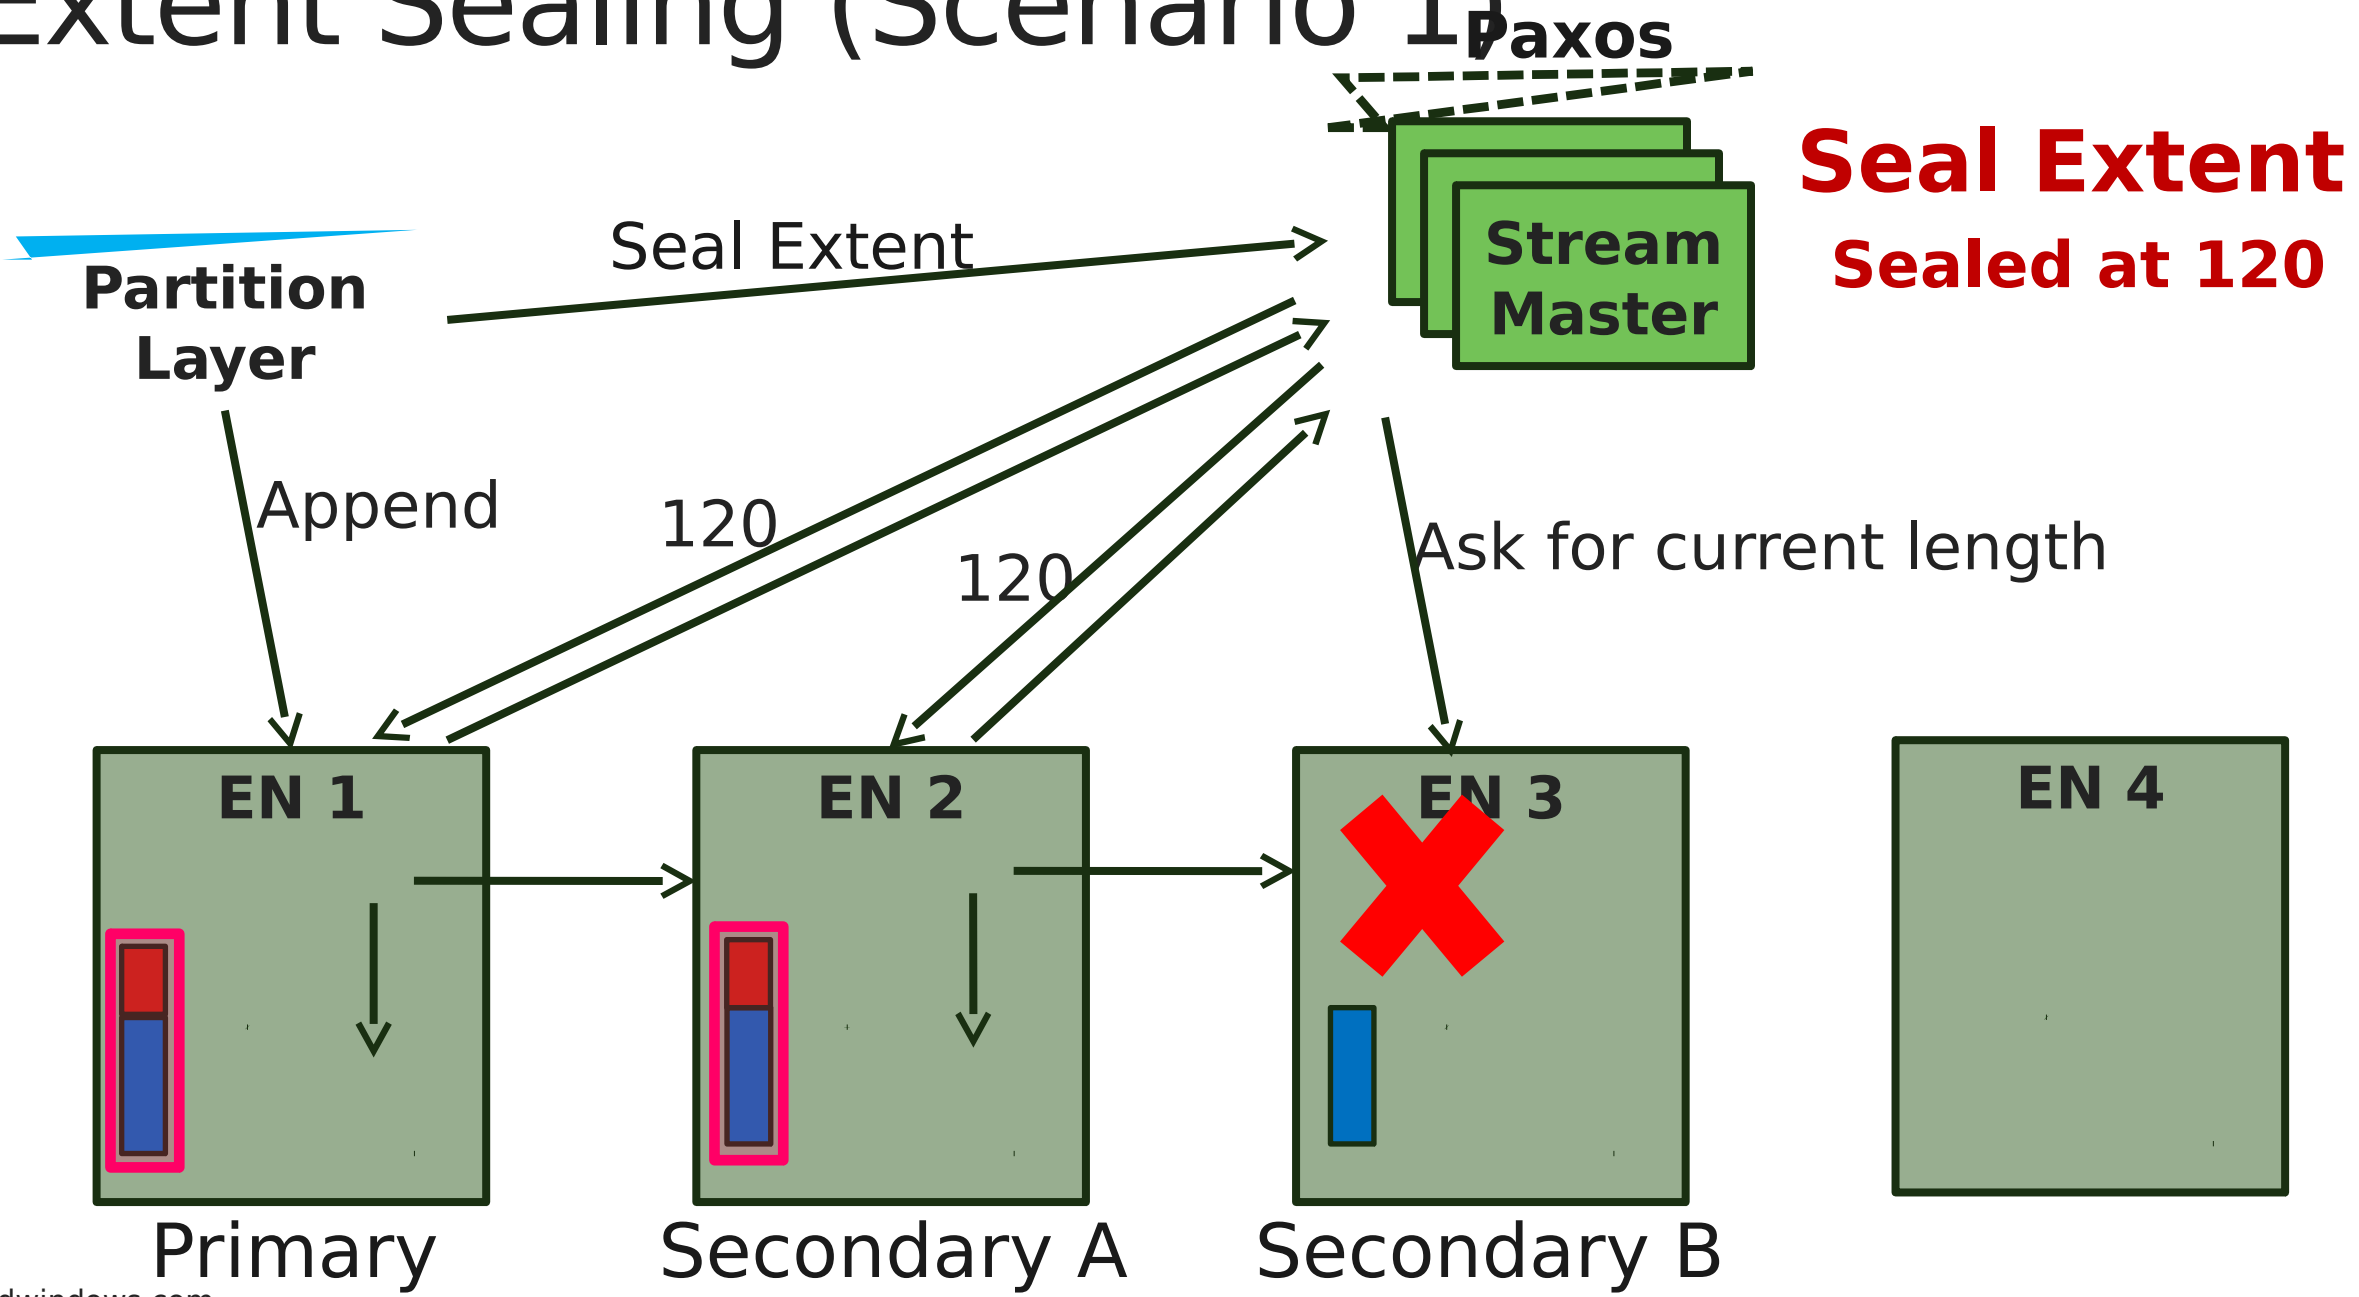 Extent Sealing (Scenario 1)
Paxos
Seal Extent
Stream
Master
Seal Extent
Sealed at 120
Partition
Layer
Append
120
120
Ask for current length
EN 1
EN 2
EN 3
EN 4
Primary
Secondary A
Secondary B